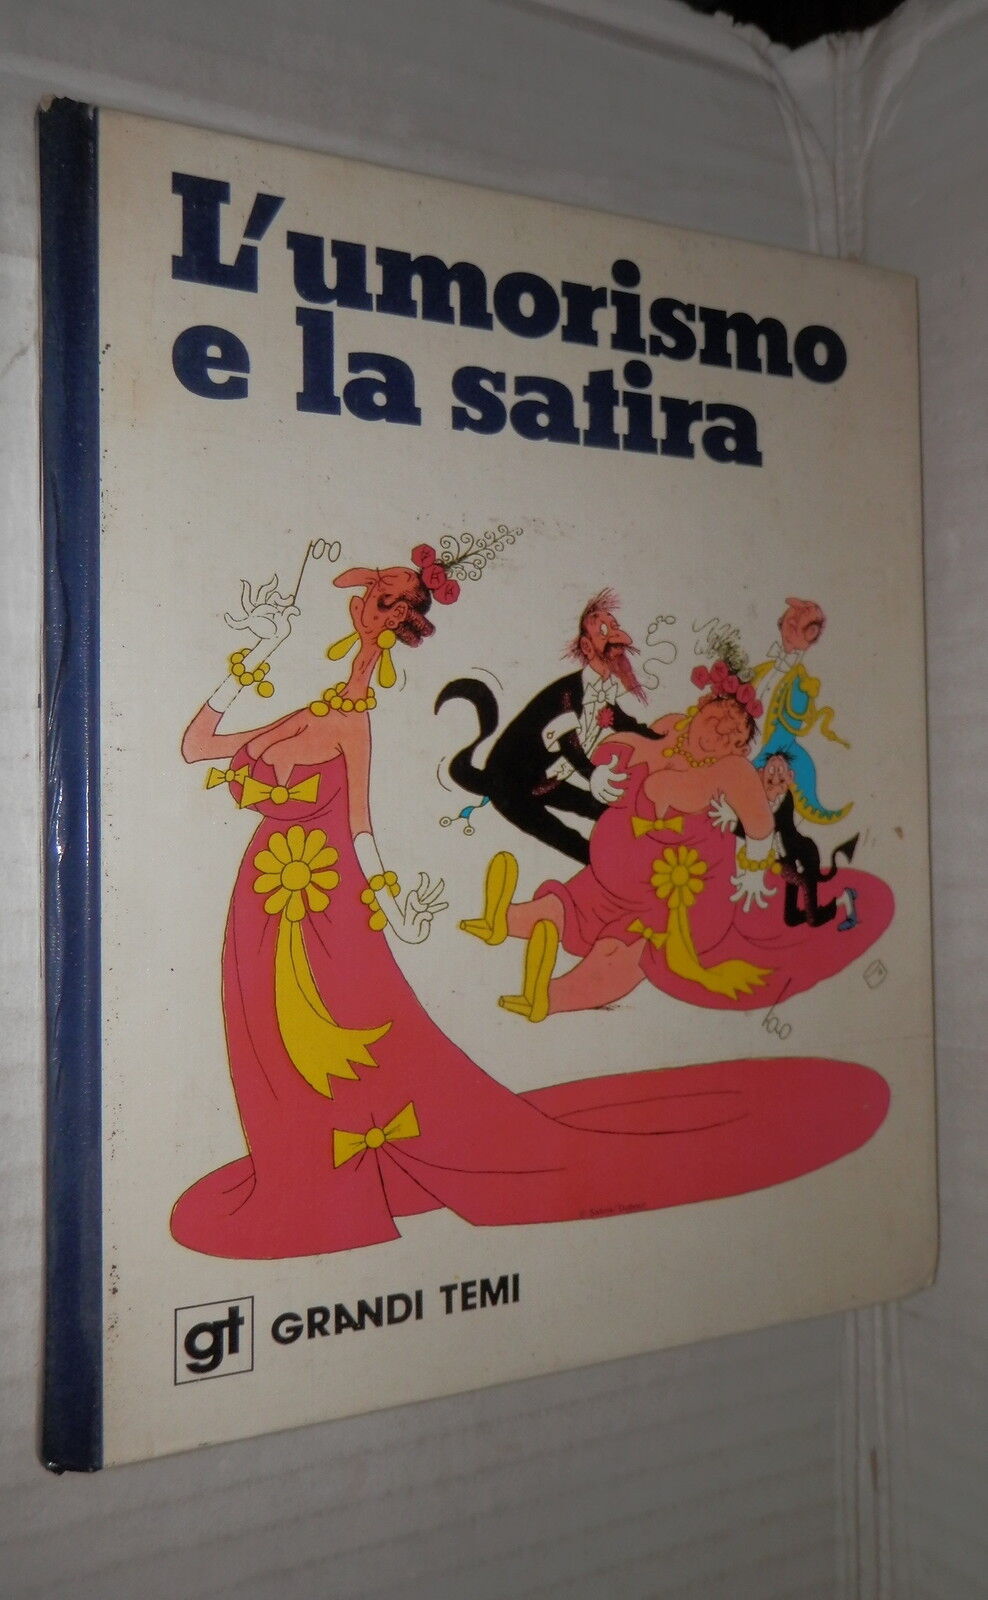 L'umorismo
e la satira
gt GRANDI TEMI